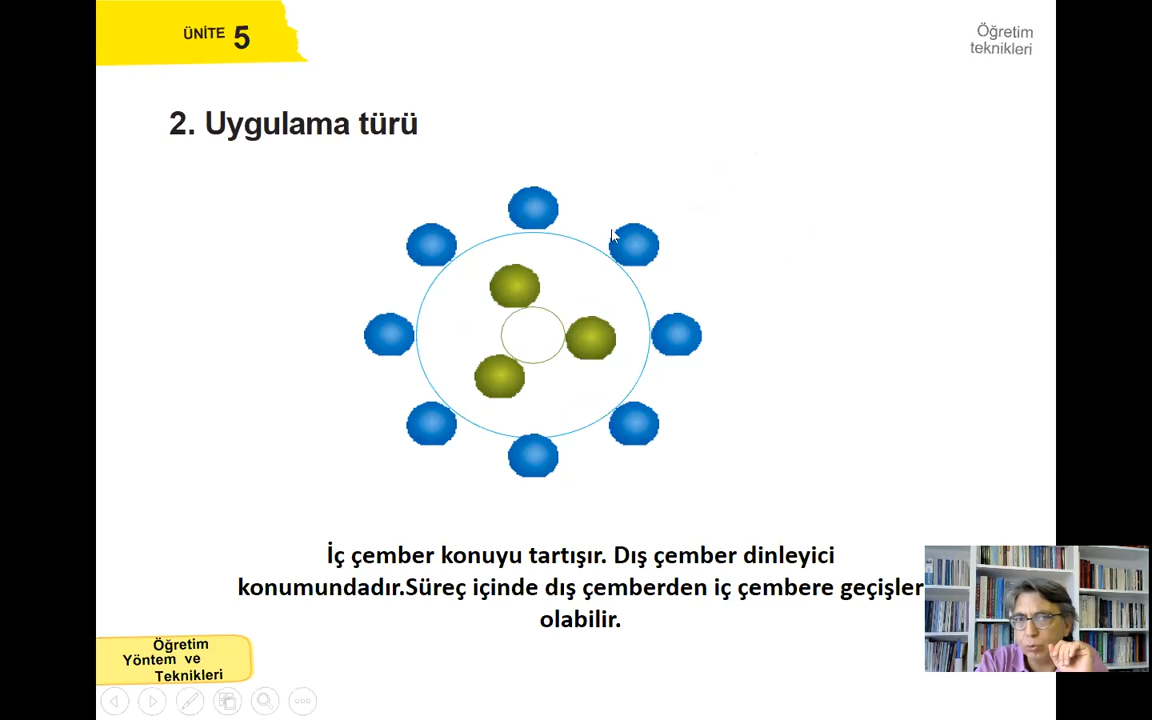 ÜNİTE 5
Öğretim
teknikleri
2. Uygulama türü
İç çember konuyu tartışır. Dış çember dinleyici
konumundadır.Süreç içinde dış çemberden iç çembere geçişler
olabilir.
Öğretim
Yöntem ve
Teknikleri